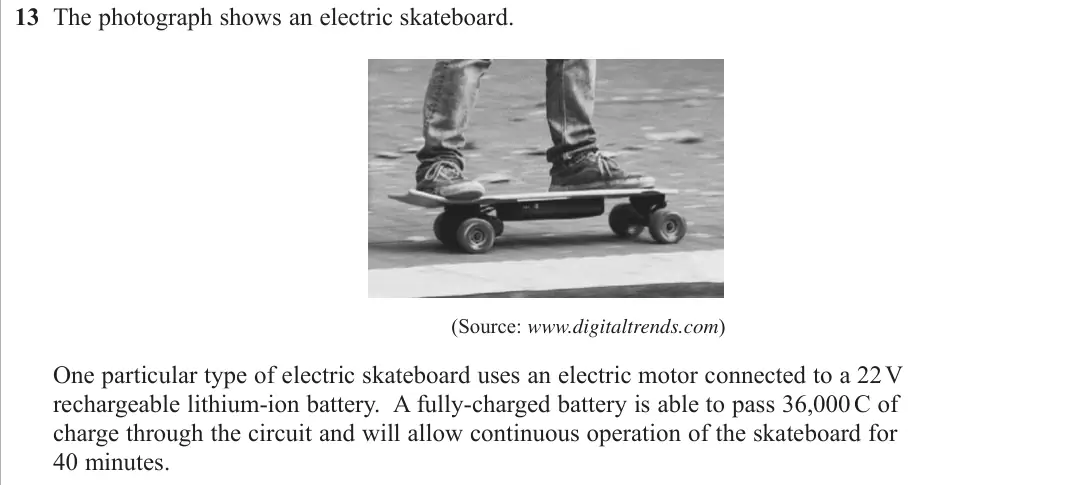 13 The photograph shows an electric skateboard.
(Source: www.digitaltrends.com)
One particular type of electric skateboard uses an electric motor connected to a 22 V
rechargeable lithium-ion battery. A fully-charged battery is able to pass 36,000 C of
charge through the circuit and will allow continuous operation of the skateboard for
40 minutes.